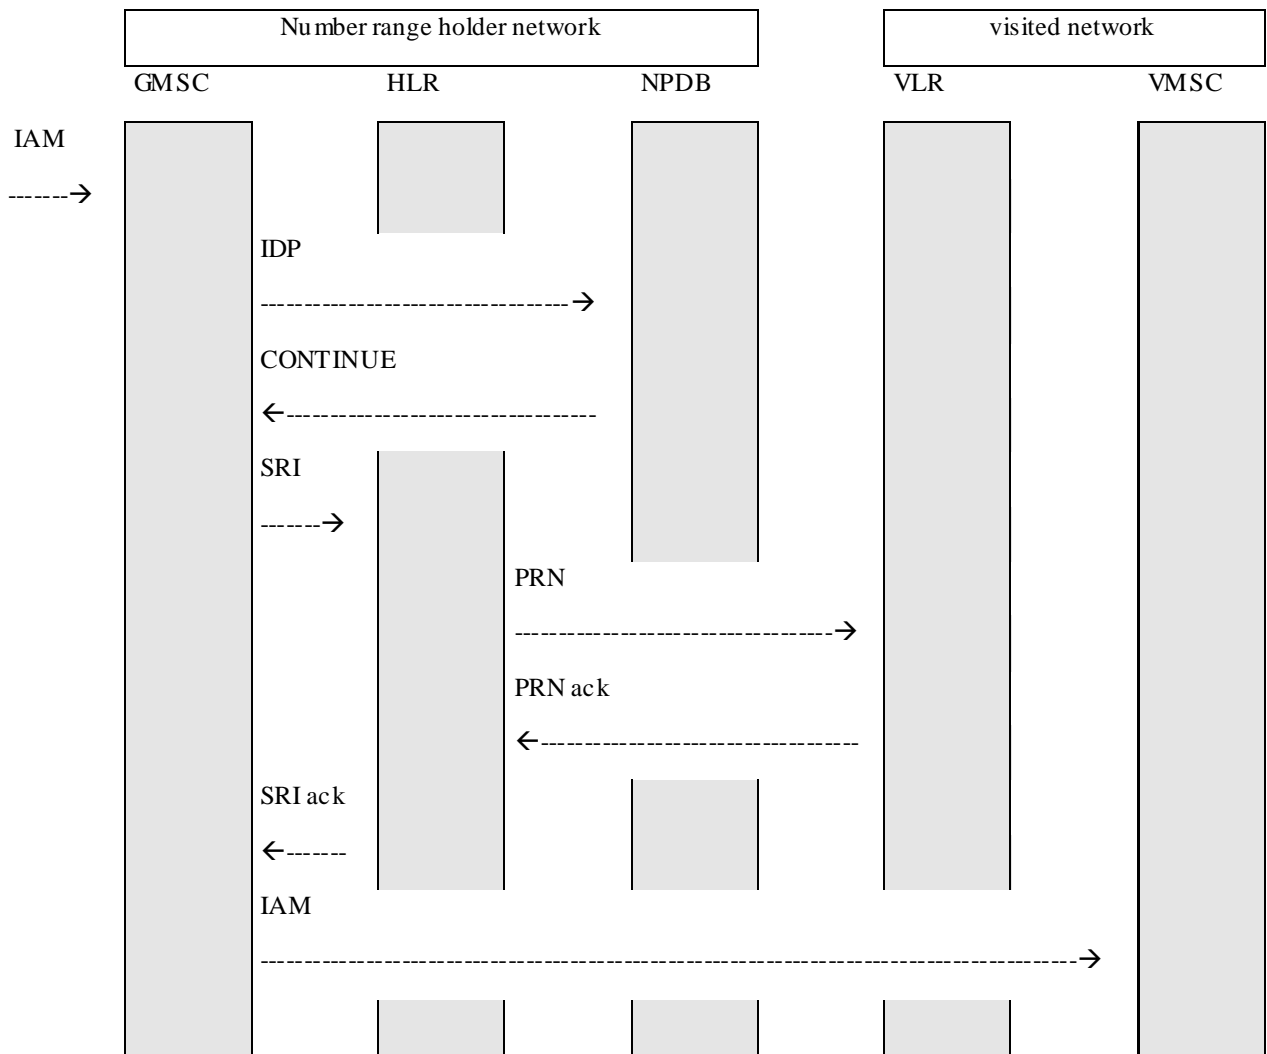 Number range holder network
visited network
GMSC HLR NPDB VLR VMSC
IAM
IDP
CONTINUE
SRI
PRN
PRN ack
SRI ack
IAM